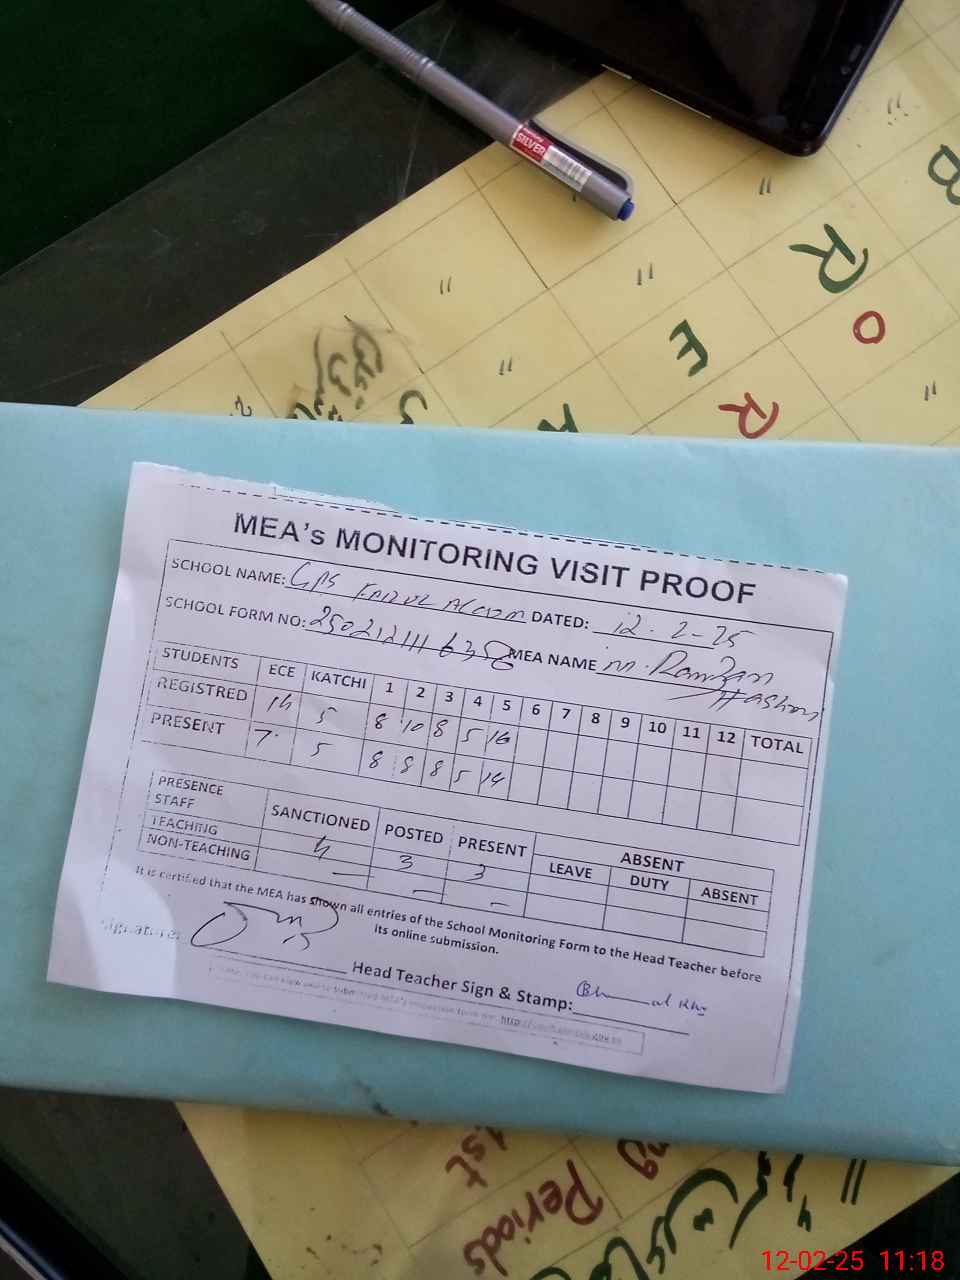 SILVER
B
R
O
E
R
MEA's MONITORING VISIT PROOF
SCHOOL NAME: GPS DATED: 12-2-25
SCHOOL FORM NO: 250212111 MEA NAME M. Ramzan
Hashmi
STUDENTS ECE KATCHI 1 2 3 4 5 6 7 8 9 10 11 12 TOTAL
REGISTRED 14 5 8 10 8 5 16
PRESENT 7 5 8 8 8 5 14
PRESENCE STAFF SANCTIONED POSTED PRESENT ABSENT
LEAVE DUTY ABSENT
TEACHING 4 3 3
NON-TEACHING — — —
It is certified that the MEA has shown all entries of the School Monitoring Form to the Head Teacher before
its online submission.
Signature:
Head Teacher Sign & Stamp:
1st
Periods
12-02-25 11:18